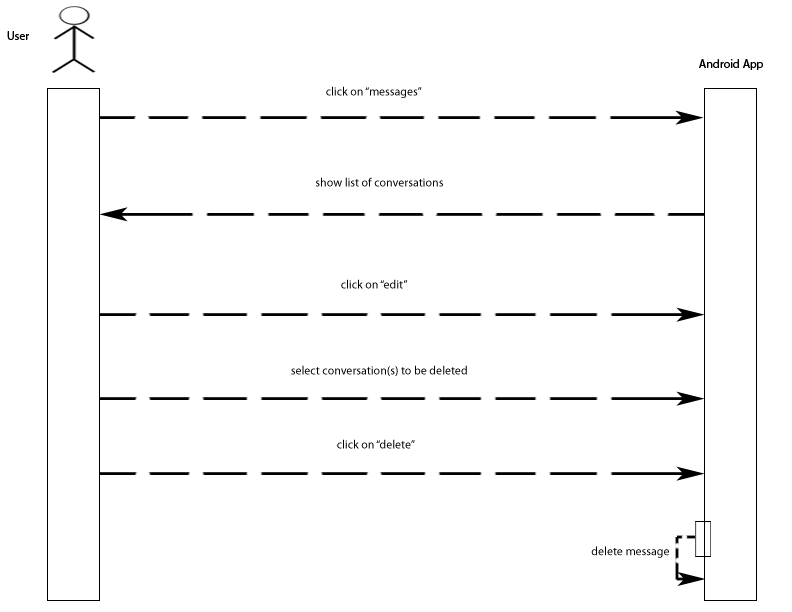 User
Android App
click on “messages”
show list of conversations
click on “edit”
select conversation(s) to be deleted
click on “delete”
delete message